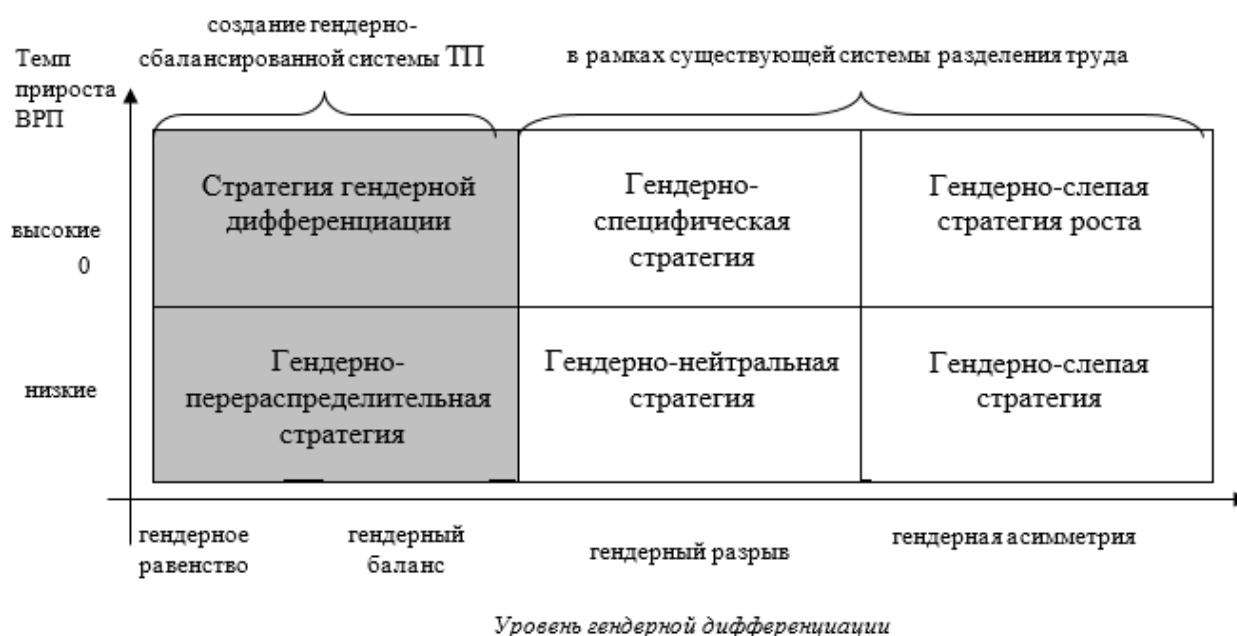 создание гендерно-
сбалансированной системы ТП
в рамках существующей системы разделения труда
Темп
прироста
ВРП
Стратегия гендерной
дифференциации
Гендерно-
специфическая
стратегия
Гендерно-слепая
стратегия роста
высокие
0
Гендерно-
перераспределительная
стратегия
Гендерно-нейтральная
стратегия
Гендерно-слепая
стратегия
низкие
гендерное
равенство
гендерный
баланс
гендерный разрыв
гендерная асимметрия
Уровень гендерной дифференциации